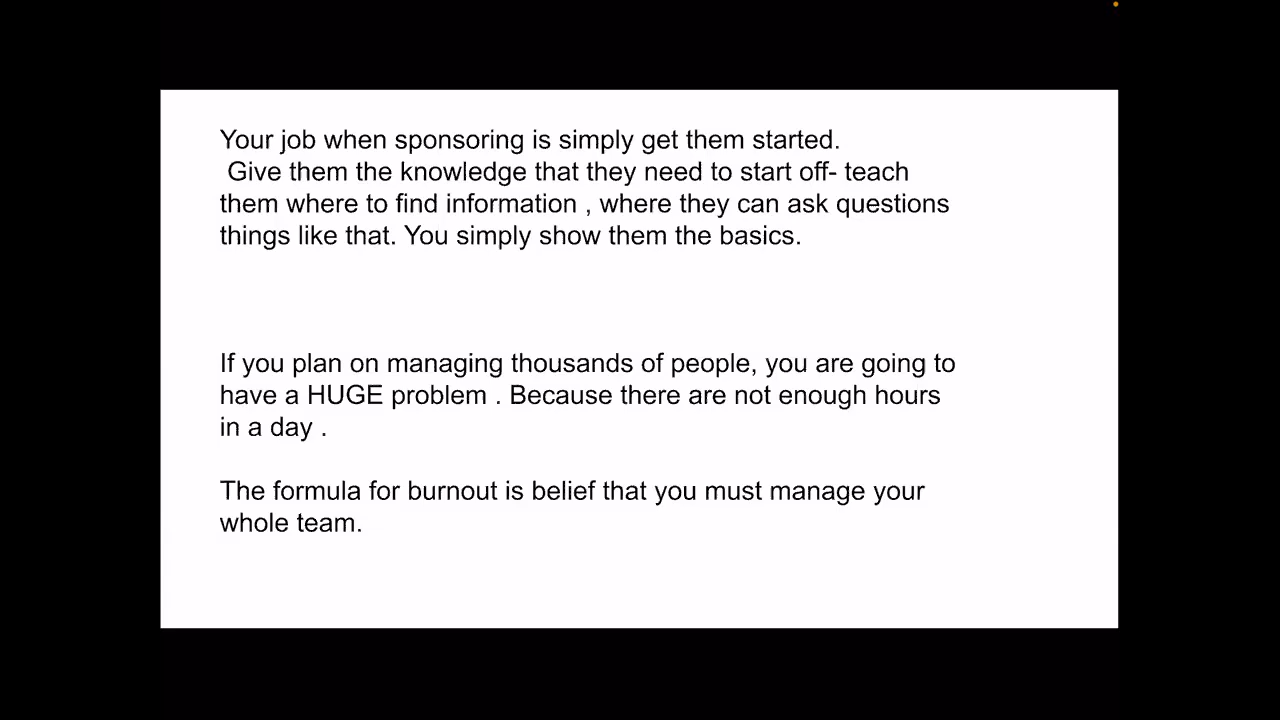 Your job when sponsoring is simply get them started.
Give them the knowledge that they need to start off- teach
them where to find information , where they can ask questions
things like that. You simply show them the basics.
If you plan on managing thousands of people, you are going to
have a HUGE problem . Because there are not enough hours
in a day .
The formula for burnout is belief that you must manage your
whole team.